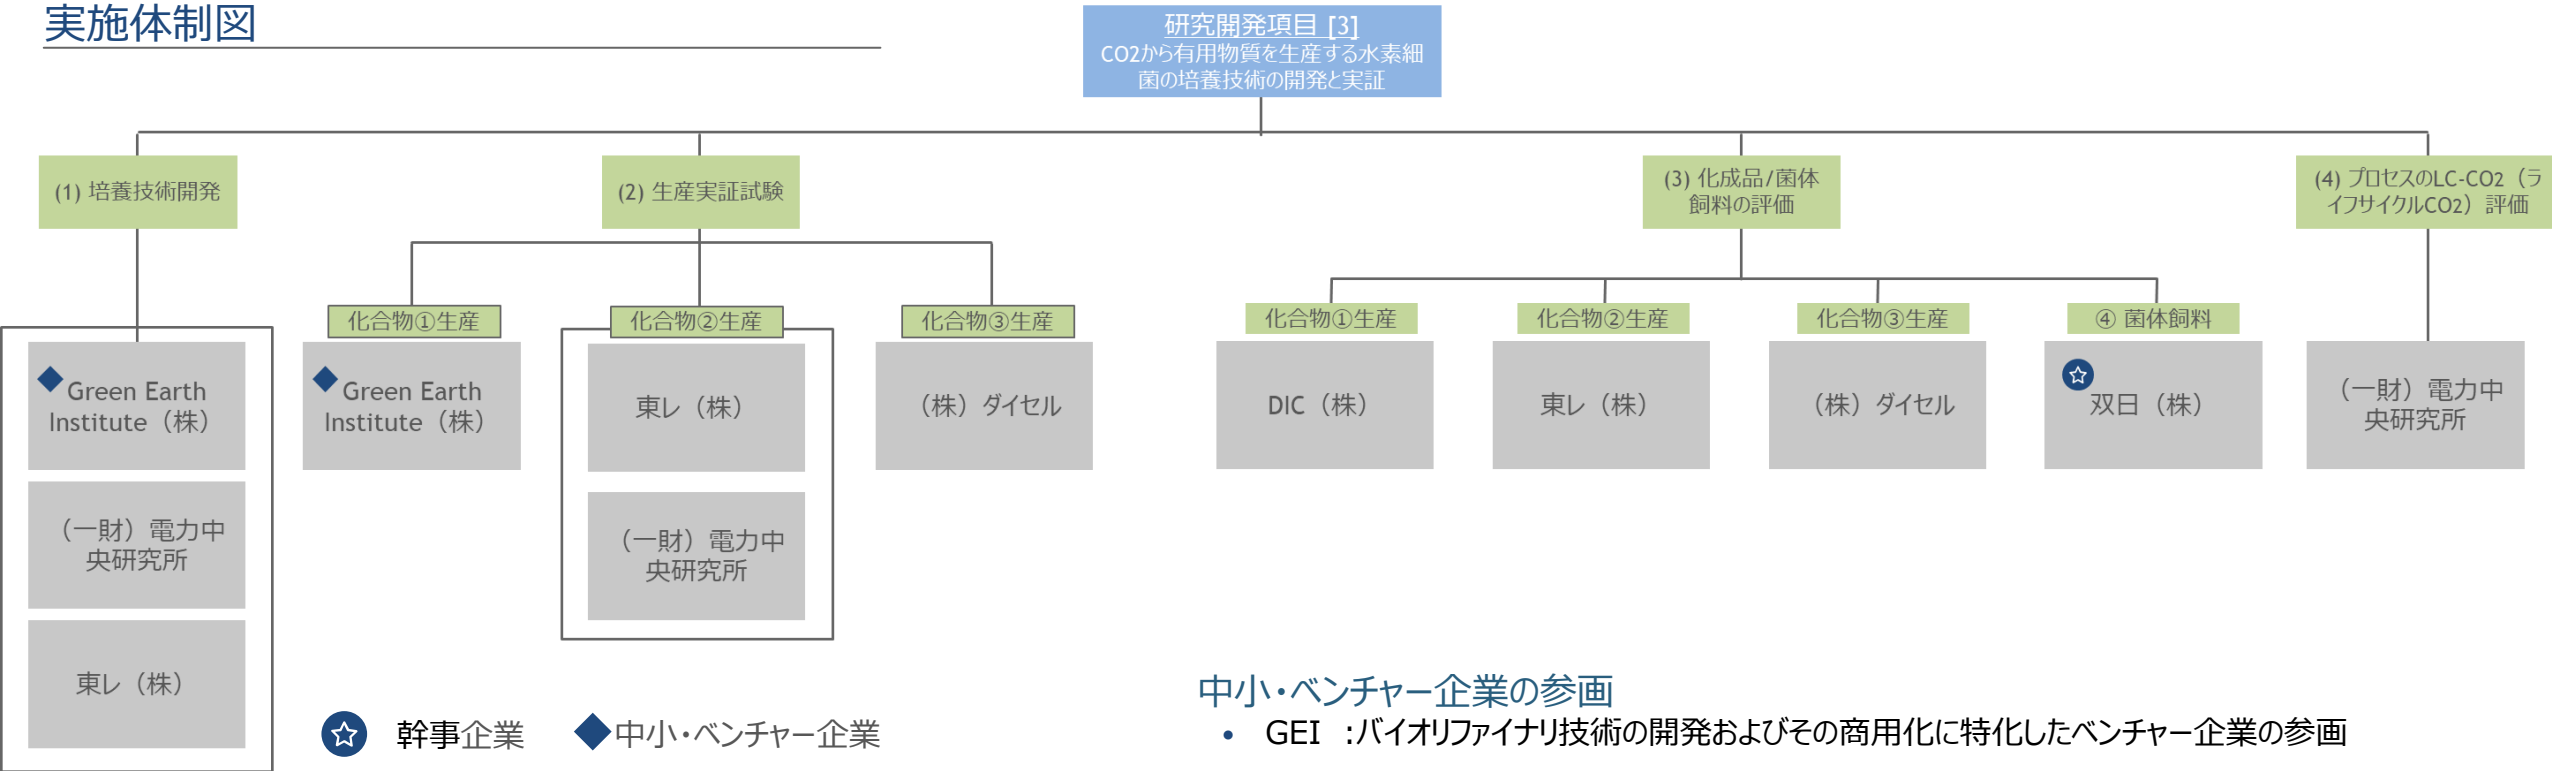 実施体制図
研究開発項目 [3]
CO2から有用物質を生産する水素細
菌の培養技術の開発と実証
(1) 培養技術開発
(2) 生産実証試験
(3) 化成品/菌体
飼料の評価
(4) プロセスのLC-CO2（ラ
イフサイクルCO2）評価
化合物①生産
化合物②生産
化合物③生産
化合物①生産
化合物②生産
化合物③生産
④ 菌体飼料
Green Earth
Institute（株）
（一財）電力中
央研究所
東レ（株）
Green Earth
Institute（株）
東レ（株）
（一財）電力中
央研究所
（株）ダイセル
DIC（株）
東レ（株）
（株）ダイセル
双日（株）
（一財）電力中
央研究所
幹事企業
中小・ベンチャー企業
中小・ベンチャー企業の参画
• GEI ：バイオリファイナリ技術の開発およびその商用化に特化したベンチャー企業の参画